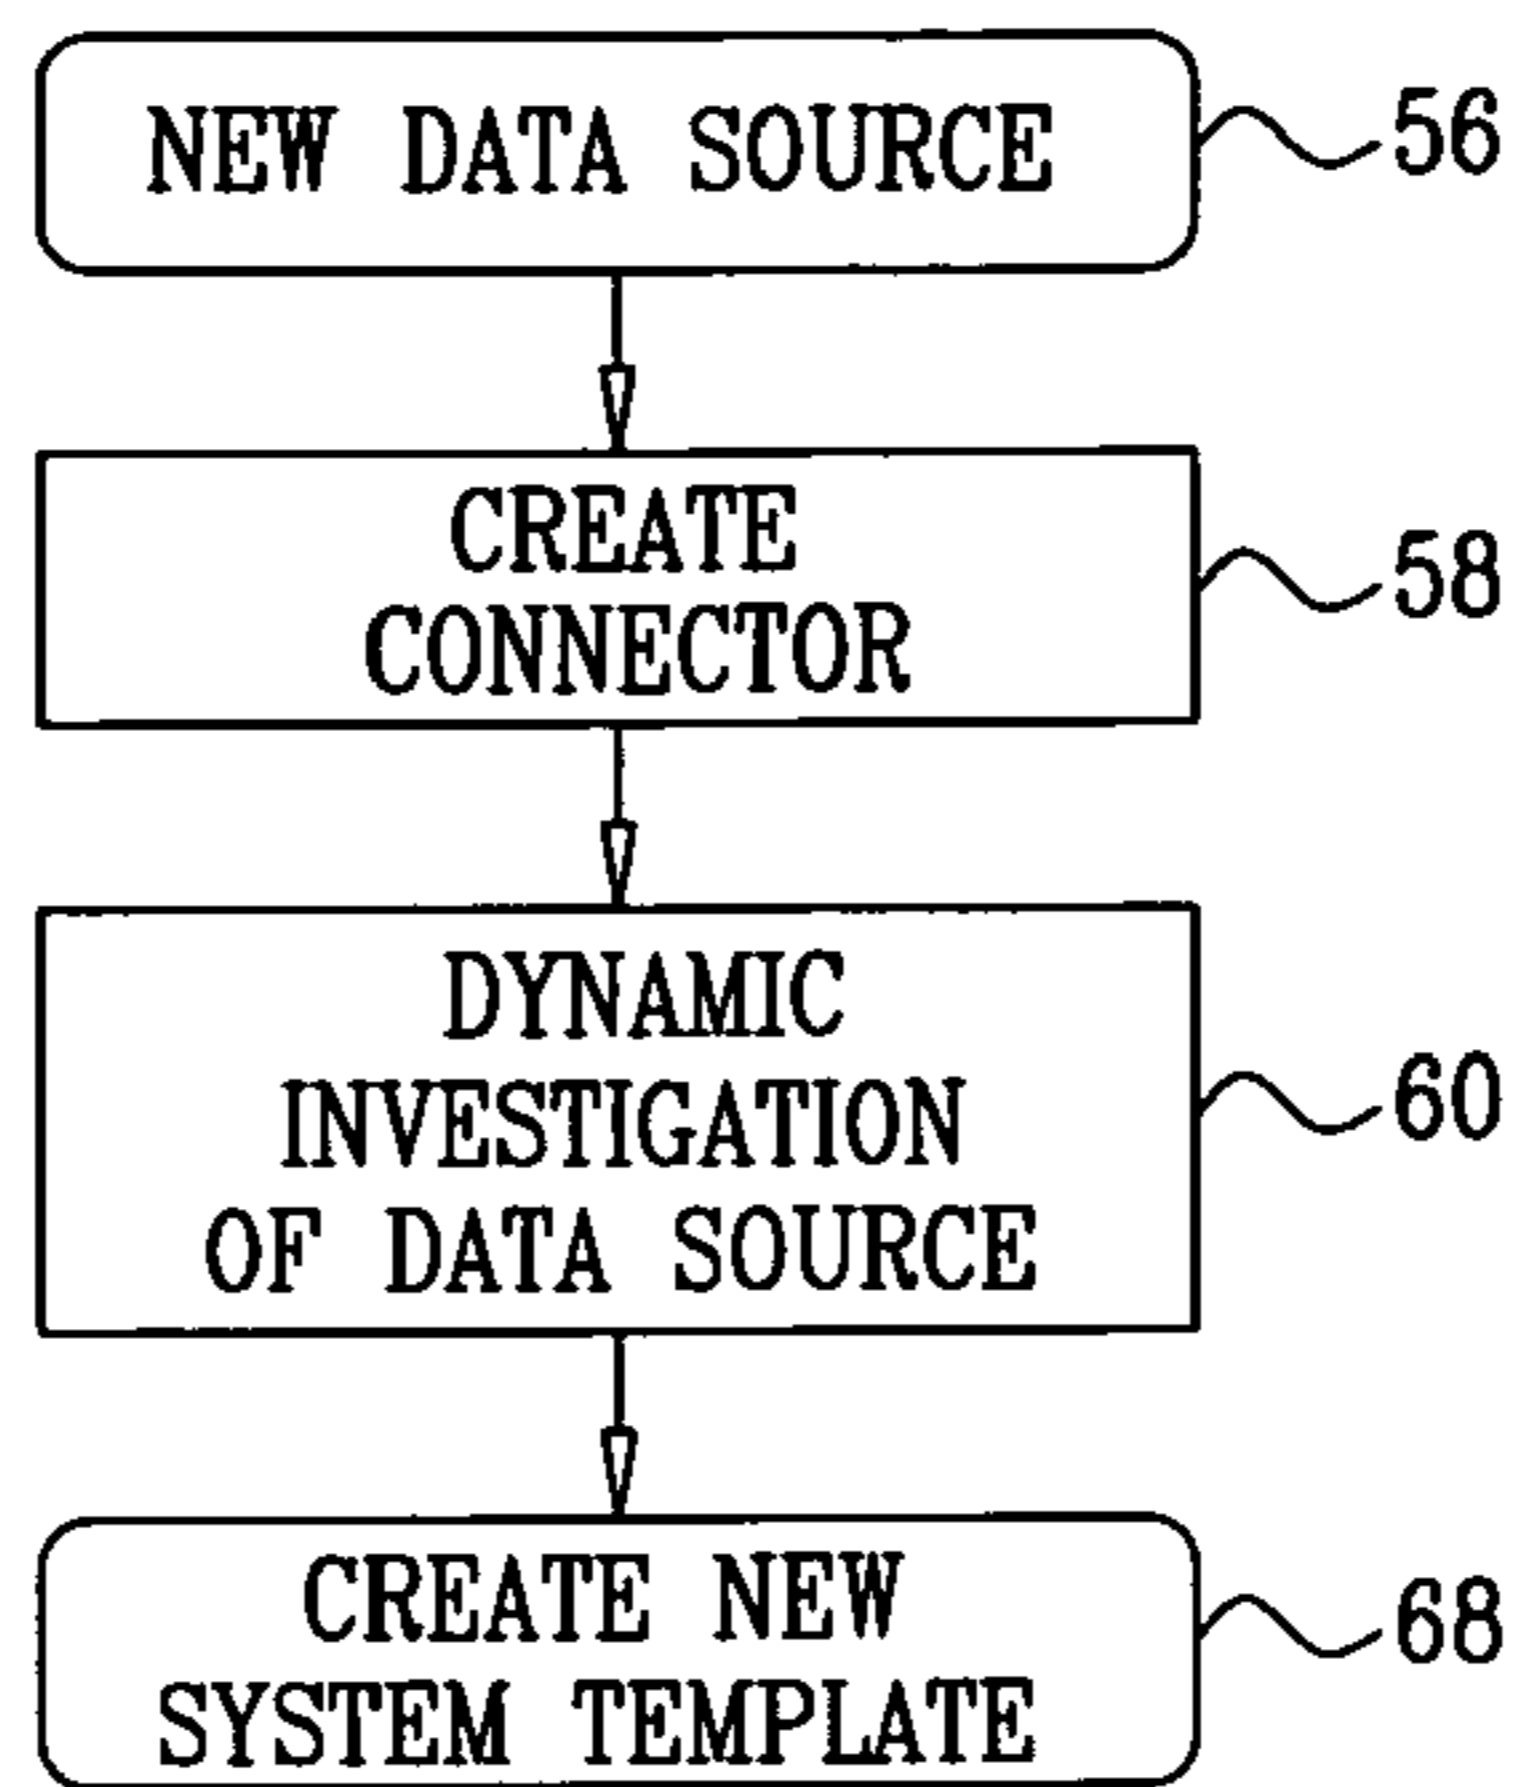 NEW DATA SOURCE
56
CREATE
CONNECTOR
58
DYNAMIC
INVESTIGATION
OF DATA SOURCE
60
CREATE NEW
SYSTEM TEMPLATE
68